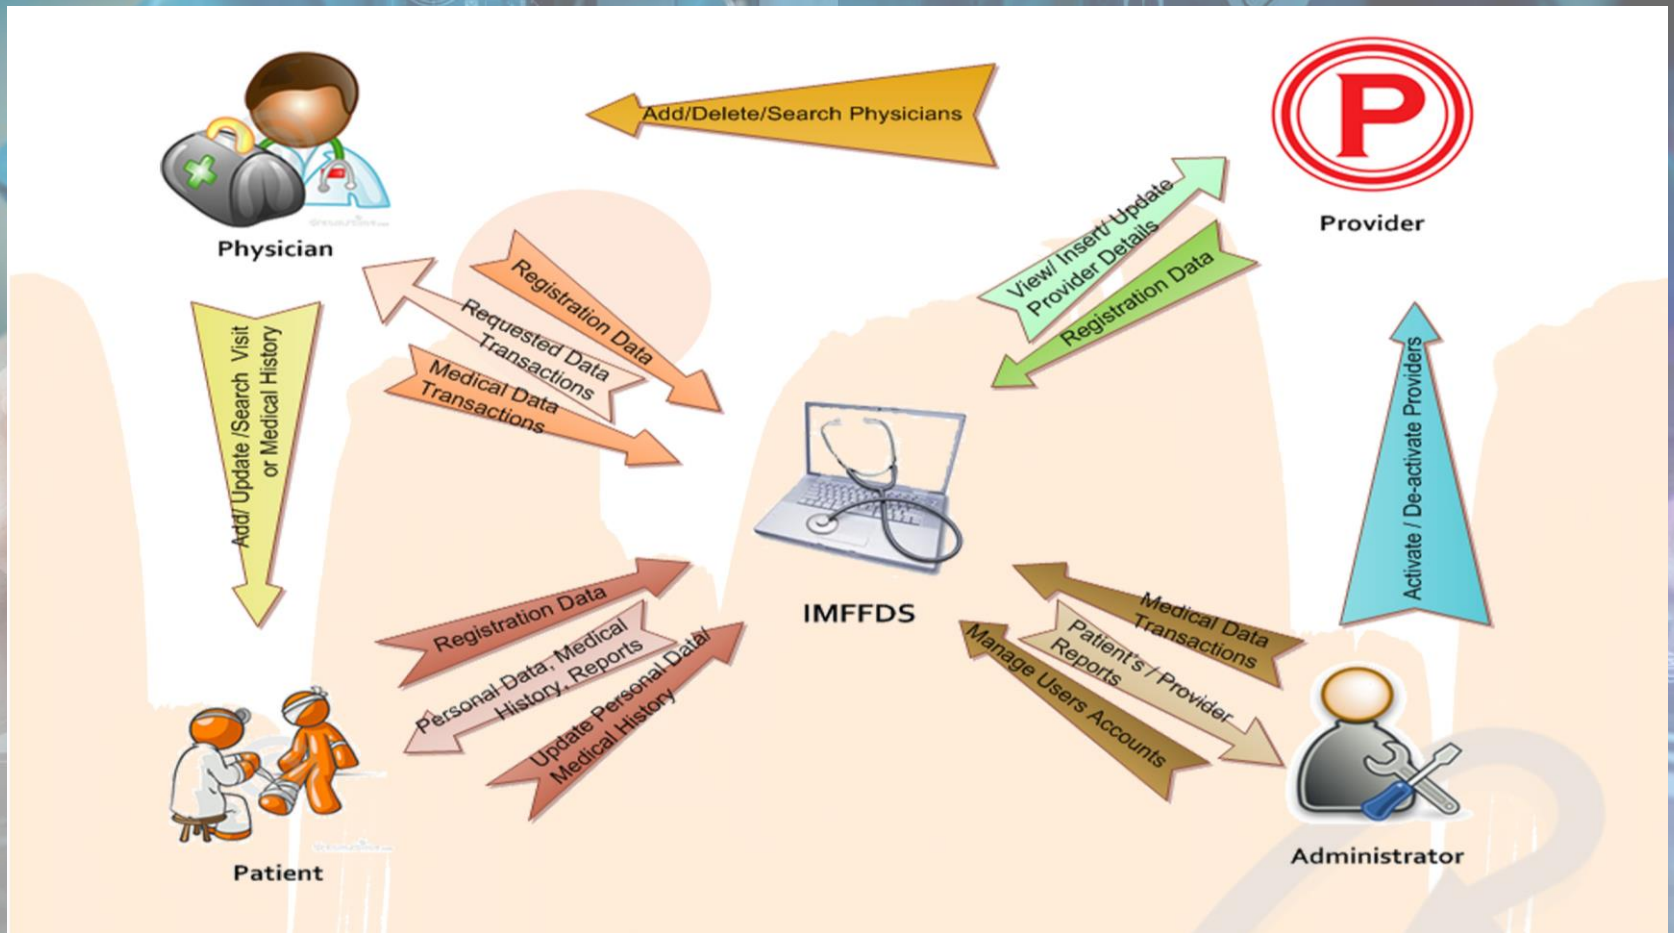 Add/Delete/Search Physicians
P
Provider
Physician
View/ Insert/ Update
Provider Details
Registration Data
Registration Data
Requested Data
Transactions
Medical Data
Transactions
Add/ Update /Search Visit
or Medical History
Activate / De-activate Providers
IMFFDS
Registration Data
Personal Data, Medical
History, Reports
Update Personal Data/
Medical History
Medical Data
Transactions
Patient's / Provider
Reports
Manage Users Accounts
Patient
Administrator